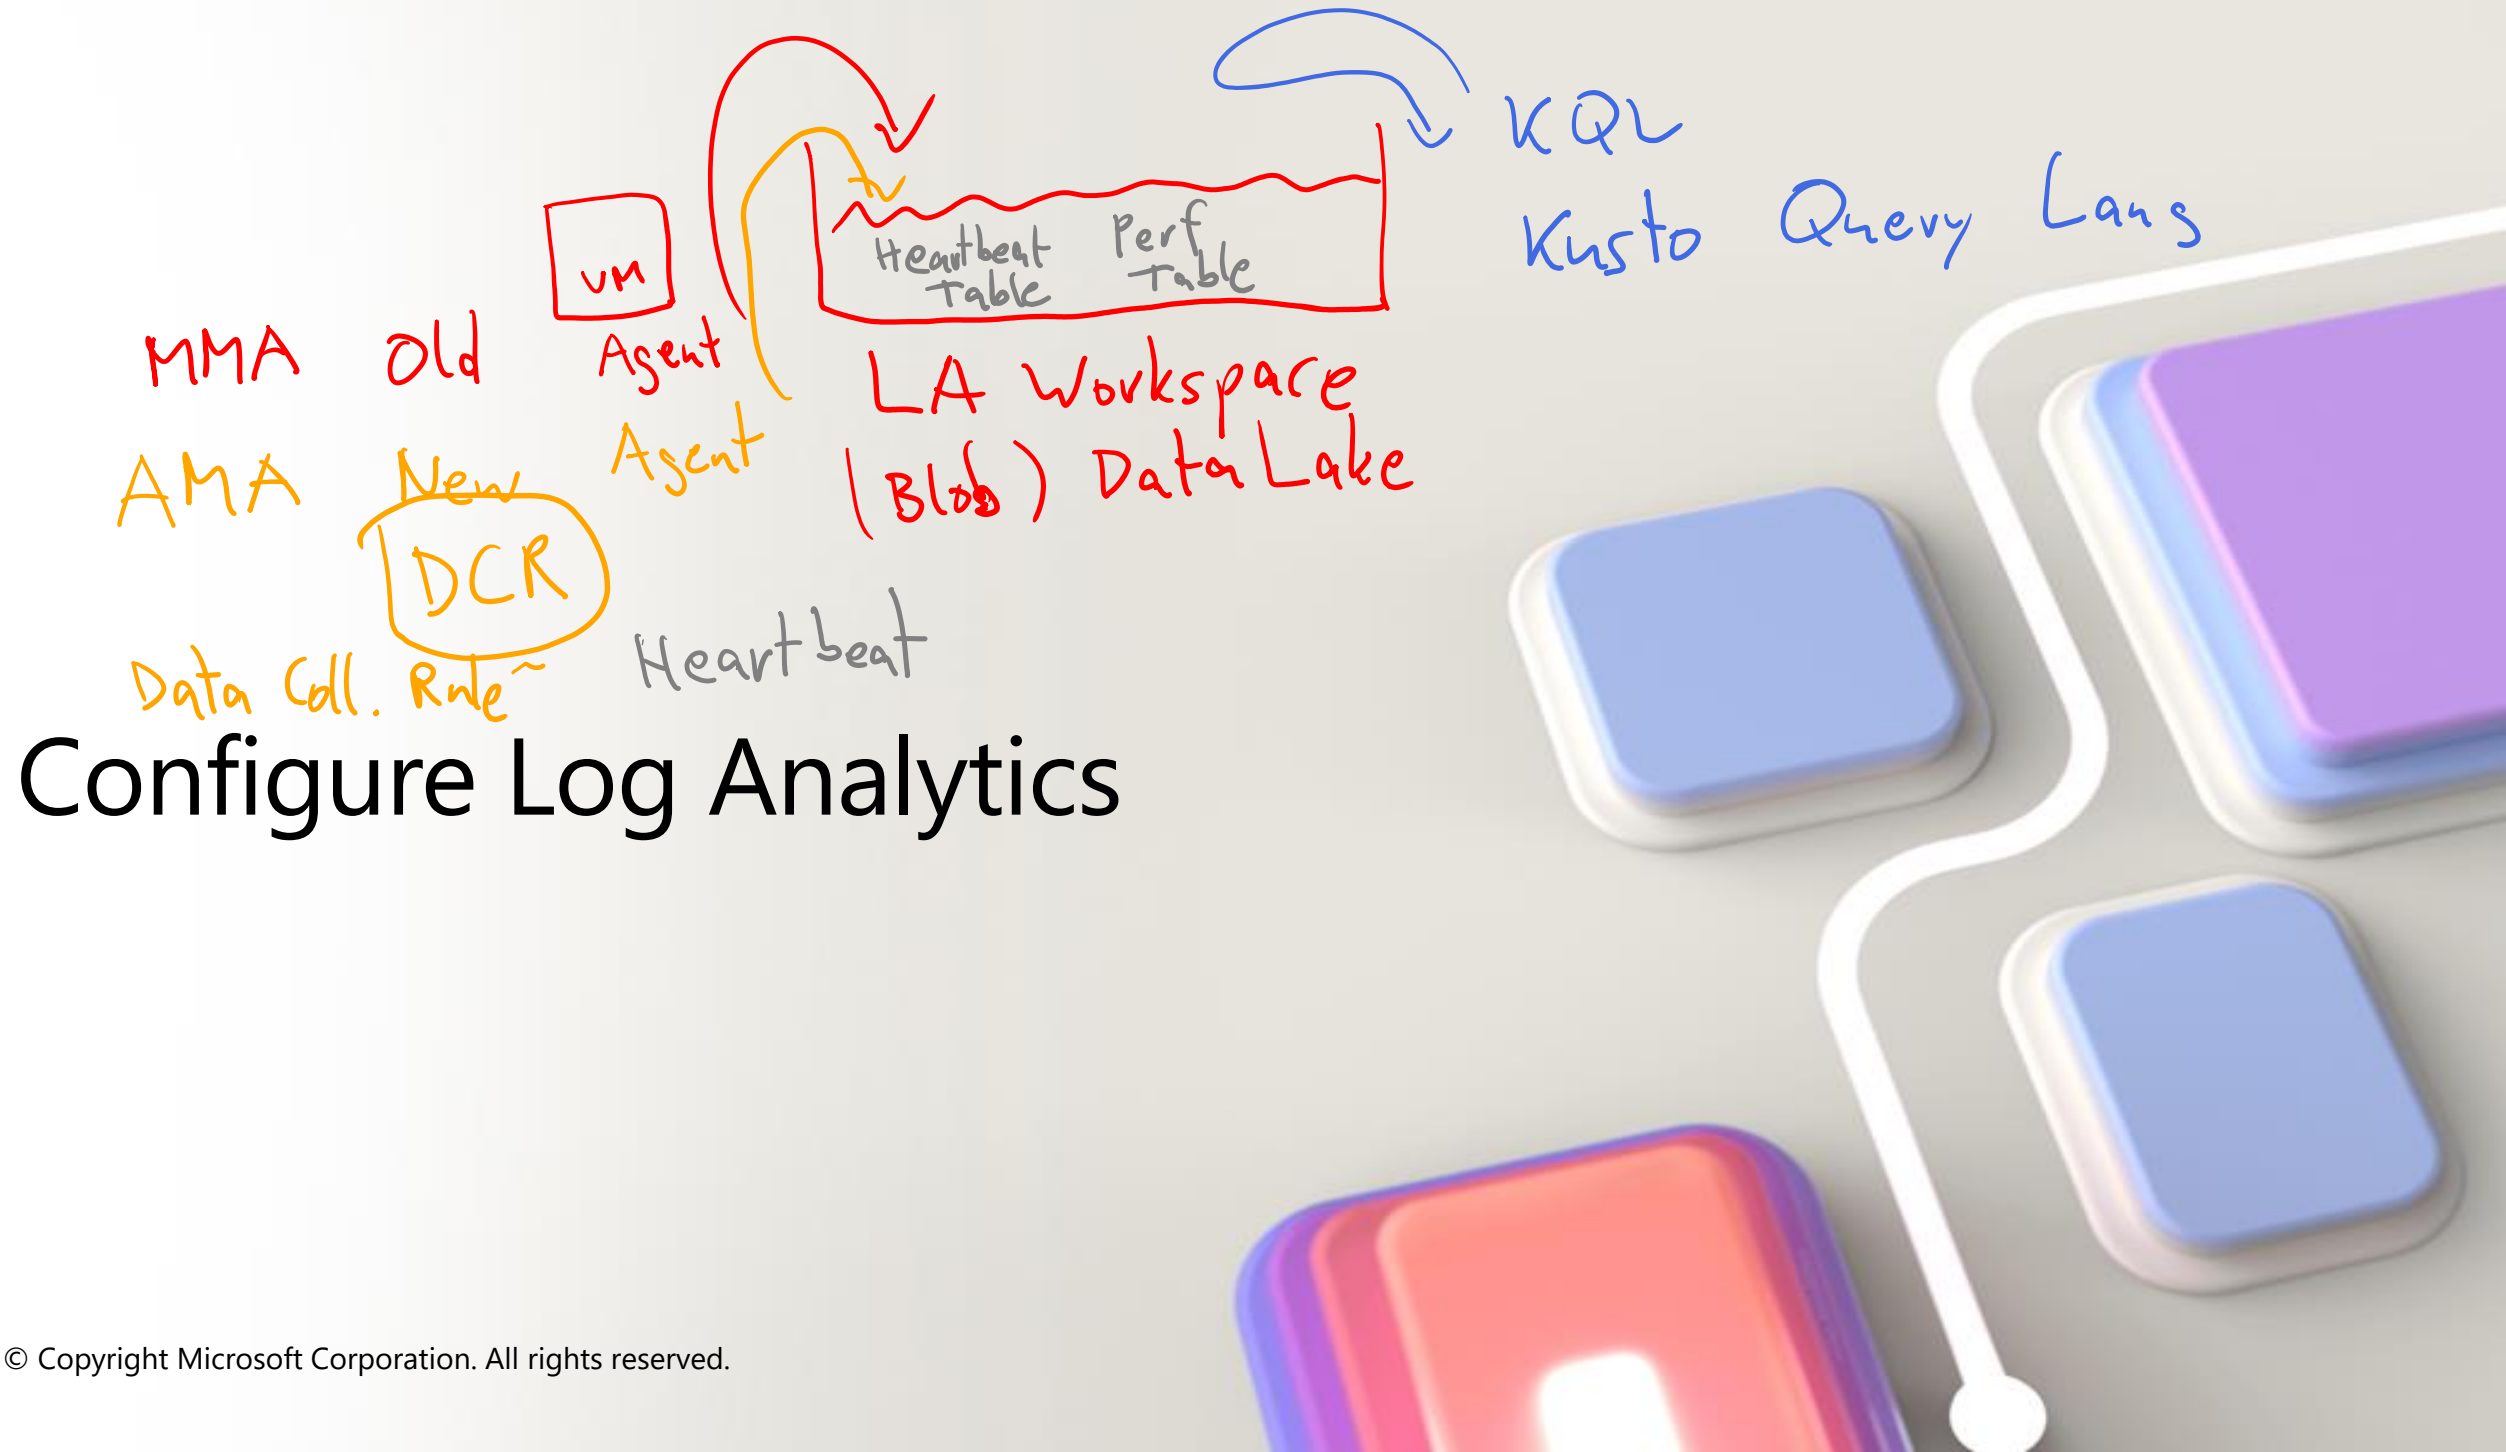 KQL
Kusto Query Lang
vm
Heartbeat Table
Perf Table
MMA Old Agent
LA Workspace
AMA New Agent
(Blob) Data Lake
DCR
Data Coll. Rule
Heartbeat
Configure Log Analytics
© Copyright Microsoft Corporation. All rights reserved.